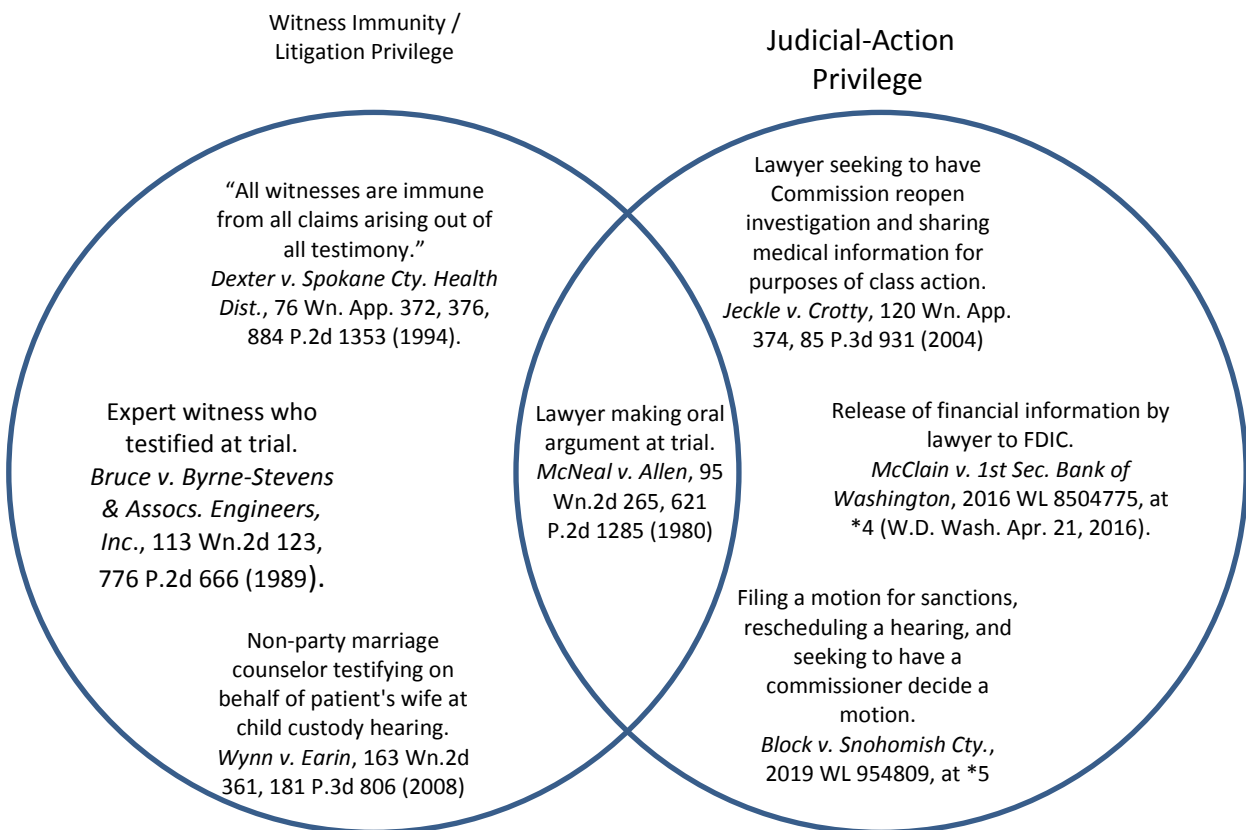 Witness Immunity /
Litigation Privilege
Judicial-Action
Privilege
“All witnesses are immune
from all claims arising out of
all testimony.”
Dexter v. Spokane Cty. Health
Dist., 76 Wn. App. 372, 376,
884 P.2d 1353 (1994).
Expert witness who
testified at trial.
Bruce v. Byrne-Stevens
& Assocs. Engineers,
Inc., 113 Wn.2d 123,
776 P.2d 666 (1989).
Non-party marriage
counselor testifying on
behalf of patient's wife at
child custody hearing.
Wynn v. Earin, 163 Wn.2d
361, 181 P.3d 806 (2008)
Lawyer making oral
argument at trial.
McNeal v. Allen, 95
Wn.2d 265, 621
P.2d 1285 (1980)
Lawyer seeking to have
Commission reopen
investigation and sharing
medical information for
purposes of class action.
Jeckle v. Crotty, 120 Wn. App.
374, 85 P.3d 931 (2004)
Release of financial information by
lawyer to FDIC.
McClain v. 1st Sec. Bank of
Washington, 2016 WL 8504775, at
*4 (W.D. Wash. Apr. 21, 2016).
Filing a motion for sanctions,
rescheduling a hearing, and
seeking to have a
commissioner decide a
motion.
Block v. Snohomish Cty.,
2019 WL 954809, at *5